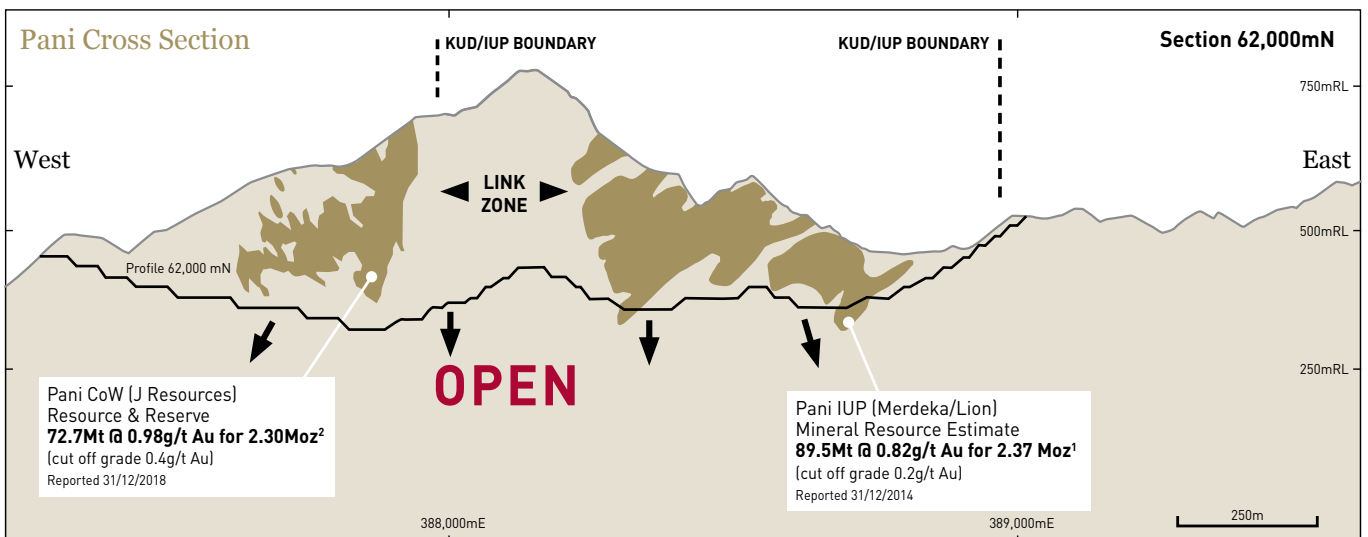 Pani Cross Section
KUD/IUP BOUNDARY
KUD/IUP BOUNDARY
Section 62,000mN
750mRL
West
East
LINK
ZONE
500mRL
Profile 62,000 mN
OPEN
250mRL
Pani CoW (J Resources)
Resource & Reserve
72.7Mt @ 0.98g/t Au for 2.30Moz²
(cut off grade 0.4g/t Au)
Reported 31/12/2018
Pani IUP (Merdeka/Lion)
Mineral Resource Estimate
89.5Mt @ 0.82g/t Au for 2.37 Moz¹
(cut off grade 0.2g/t Au)
Reported 31/12/2014
388,000mE
389,000mE
250m